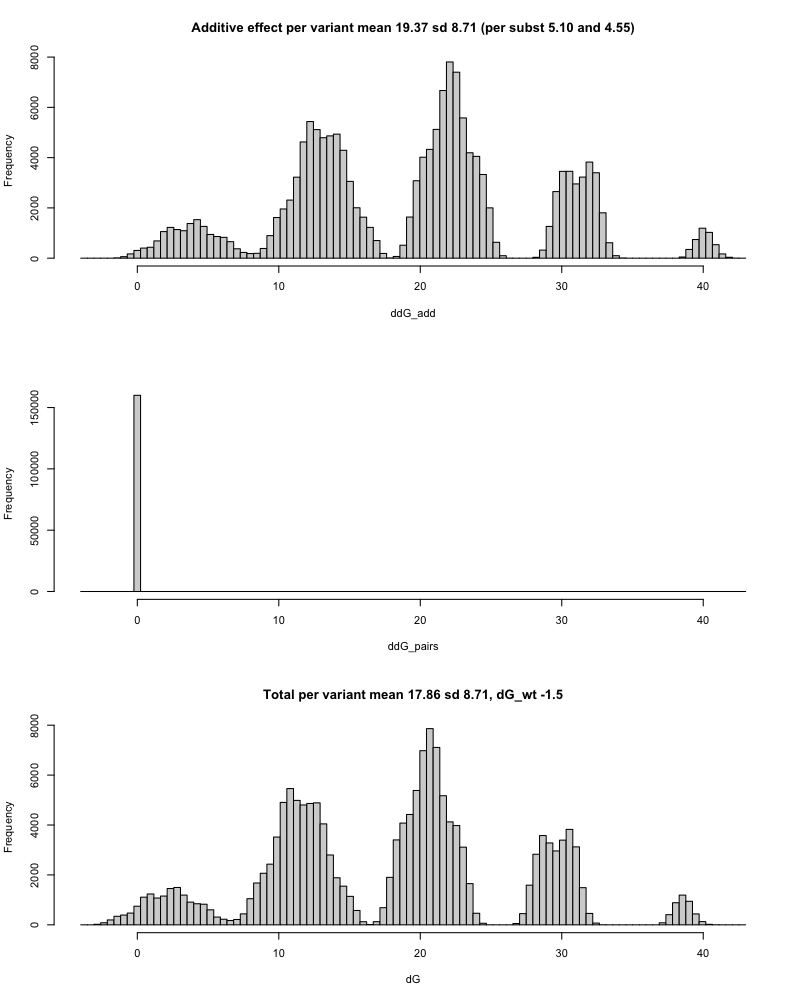 Additive effect per variant mean 19.37 sd 8.71 (per subst 5.10 and 4.55)
Frequency
0 2000 4000 6000 8000
0 10 20 30 40
ddG_add
Frequency
0 50000 100000 150000
0 10 20 30 40
ddG_pairs
Total per variant mean 17.86 sd 8.71, dG_wt -1.5
Frequency
0 2000 4000 6000 8000
0 10 20 30 40
dG